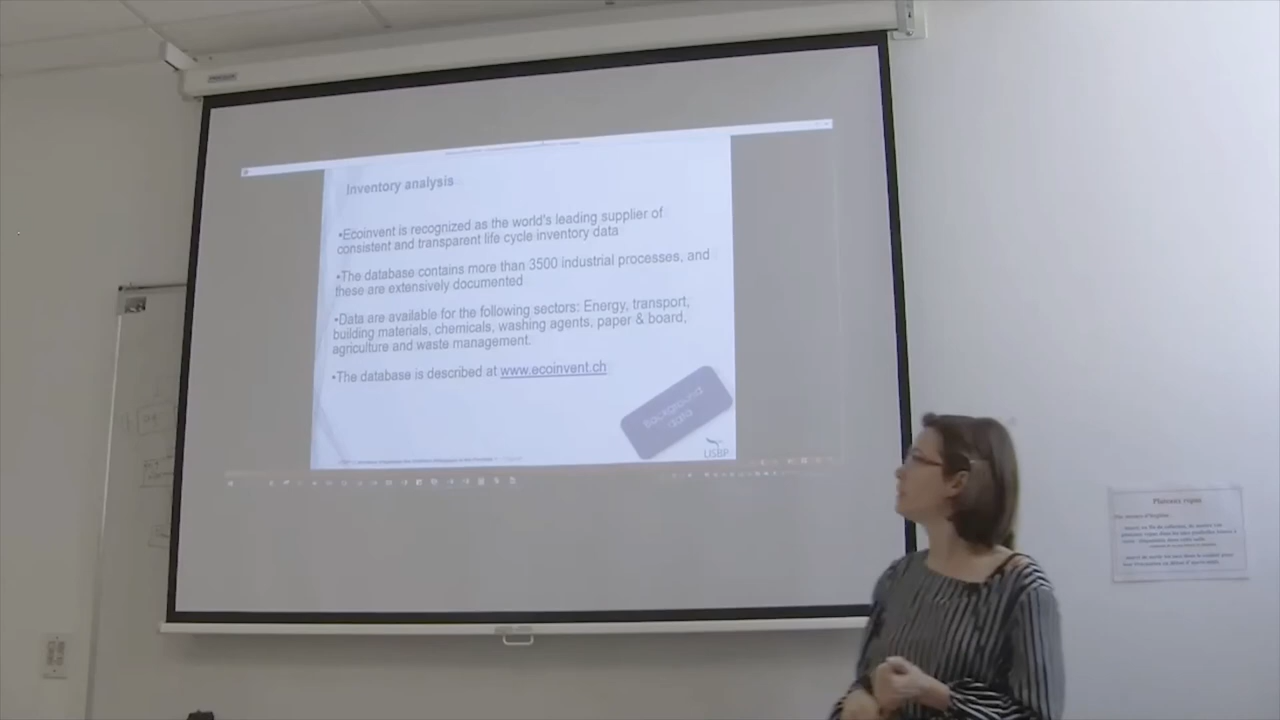 Inventory analysis
•Ecoinvent is recognized as the world's leading supplier of
consistent and transparent life cycle inventory data
•The database contains more than 3500 industrial processes, and
these are extensively documented
•Data are available for the following sectors: Energy, transport,
building materials, chemicals, washing agents, paper & board,
agriculture and waste management.
•The database is described at www.ecoinvent.ch
Background
data
LISBP
Plateaux repas